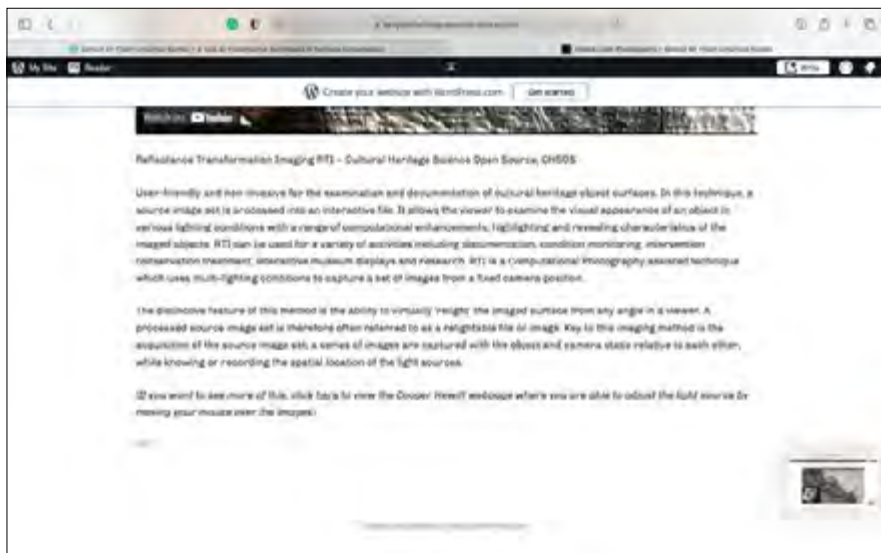 My Site Reader Write
Create your website with WordPress.com Get started
Watch on YouTube
Reflectance Transformation Imaging RTI – Cultural Heritage Science Open Source, CHSOS
User-friendly and non-invasive for the examination and documentation of cultural heritage object surfaces. In this technique, a
source image set is processed into an interactive file. It allows the viewer to examine the visual appearance of an object in
various lighting conditions with a range of computational enhancements, highlighting and revealing characteristics of the
imaged objects. RTI can be used for a variety of activities including documentation, condition monitoring, intervention
conservation treatment, interactive museum displays and research. RTI is a Computational Photography assisted technique
which uses multi-lighting conditions to capture a set of images from a fixed camera position.
The distinctive feature of this method is the ability to virtually 'relight' the imaged surface from any angle in a viewer. A
processed source image set is therefore often referred to as a relightable file or image. Key to this imaging method is the
acquisition of the source image set; a series of images are captured with the object and camera static relative to each other,
while knowing or recording the spatial location of the light sources.
(If you want to see more of this, click here to view the Cooper Hewitt webpage where you are able to adjust the light source by
moving your mouse over the images)